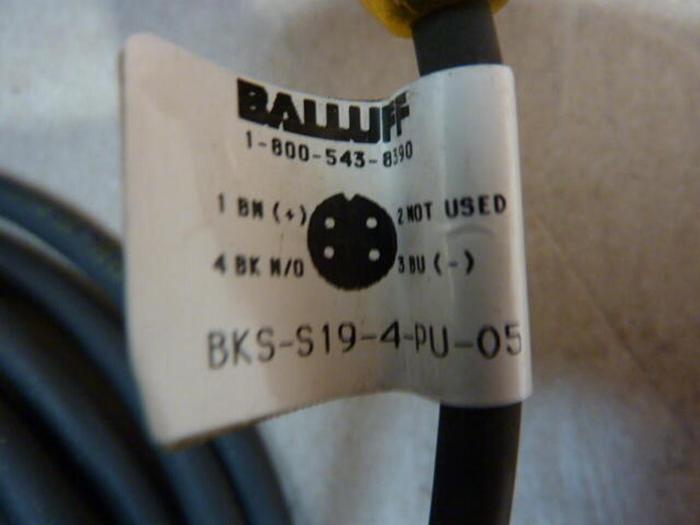 BALLUFF
1-800-543-8390
1 BN (+) 2 NOT USED
4 BK N/O 3 BU (-)
BKS-S19-4-PU-05